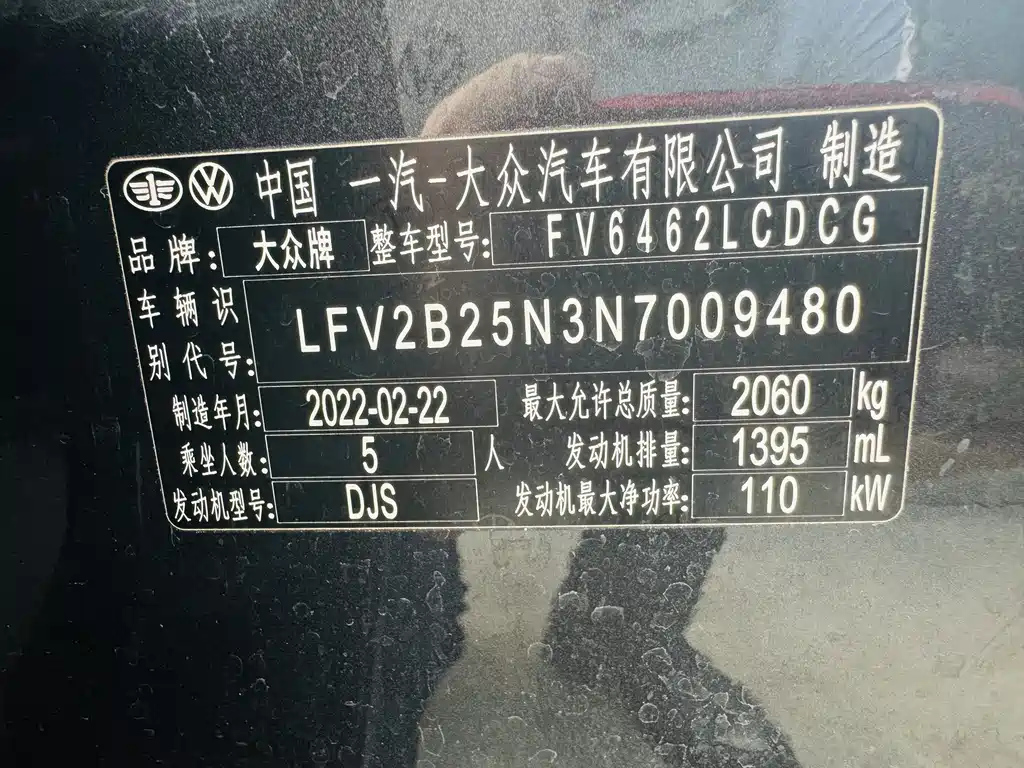 中国 一汽-大众汽车有限公司 制造
品牌: 大众牌 整车型号: FV6462LCDCG
车辆识别代号: LFV2B25N3N7009480
制造年月: 2022-02-22 最大允许总质量: 2060 kg
乘坐人数: 5 人 发动机排量: 1395 mL
发动机型号: DJS 发动机最大净功率: 110 kW